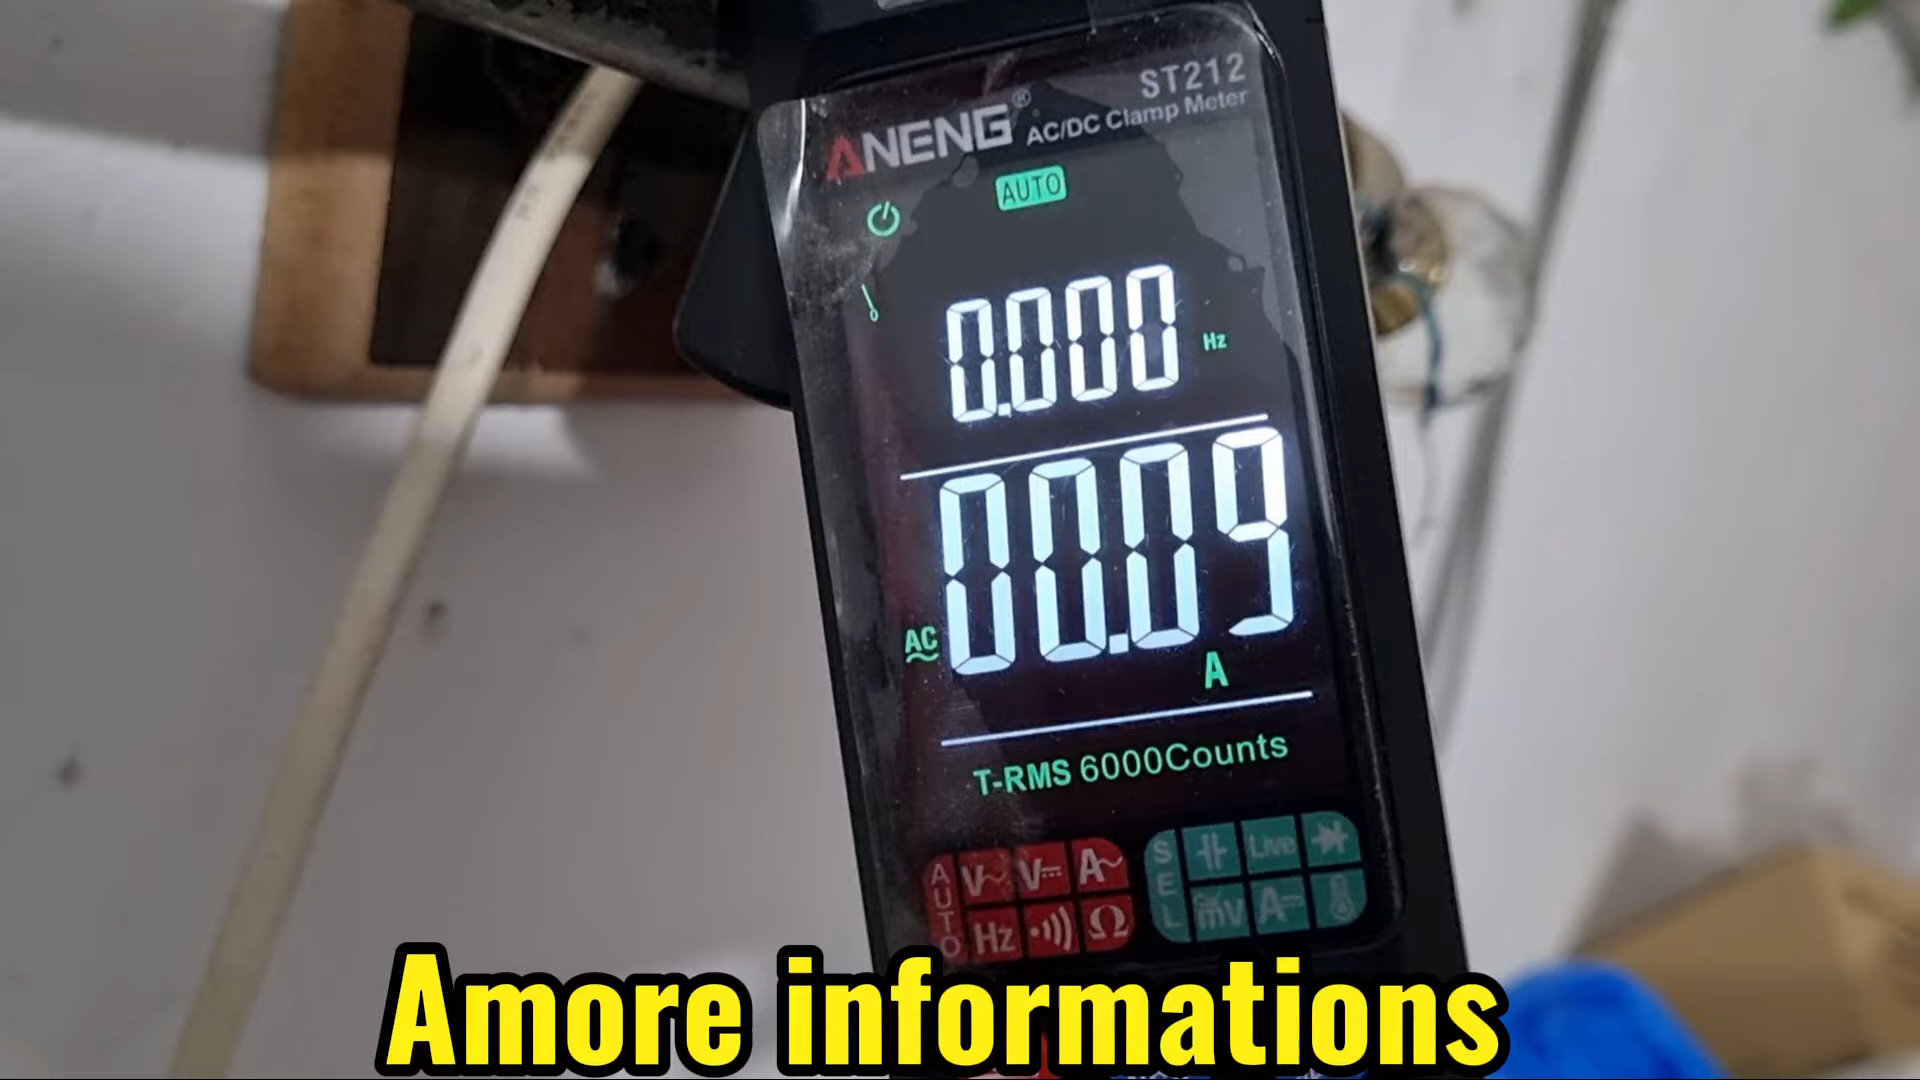 ST212
ANENG® AC/DC Clamp Meter
AUTO
0.000 Hz
AC 00.09
A
T-RMS 6000Counts
AUTO V~ V⎓ A~
Hz Ω
SEL Live
mV A⎓
Amore informations